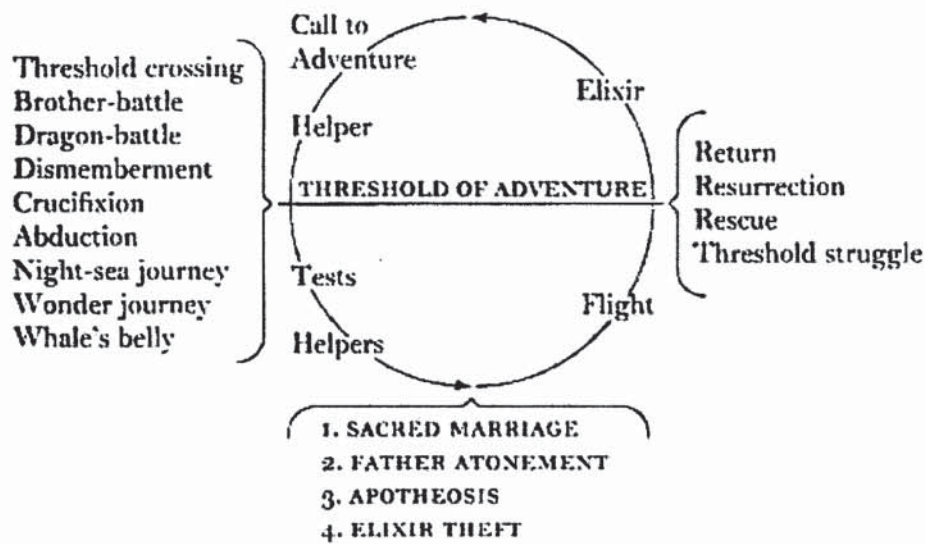 Call to
Adventure
Threshold crossing
Brother-battle
Dragon-battle
Dismemberment
Crucifixion
Abduction
Night-sea journey
Wonder journey
Whale's belly
Helper
Elixir
THRESHOLD OF ADVENTURE
Return
Resurrection
Rescue
Threshold struggle
Tests
Helpers
Flight
1. SACRED MARRIAGE
2. FATHER ATONEMENT
3. APOTHEOSIS
4. ELIXIR THEFT